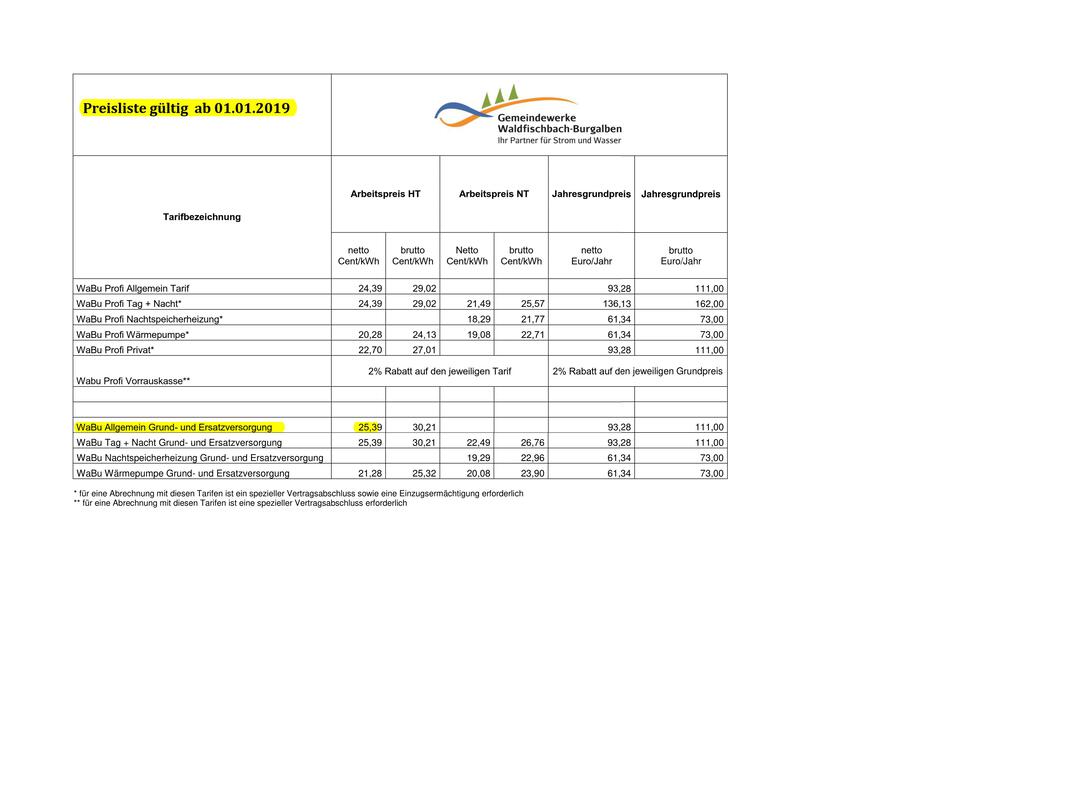 Preisliste gültig ab 01.01.2019
Gemeindewerke
Waldfischbach-Burgalben
Ihr Partner für Strom und Wasser
Tarifbezeichnung
Arbeitspreis HT Arbeitspreis NT Jahresgrundpreis Jahresgrundpreis
netto brutto Netto brutto netto brutto
Cent/kWh Cent/kWh Cent/kWh Cent/kWh Euro/Jahr Euro/Jahr
WaBu Profi Allgemein Tarif 24,39 29,02 93,28 111,00
WaBu Profi Tag + Nacht* 24,39 29,02 21,49 25,57 136,13 162,00
WaBu Profi Nachtspeicherheizung* 18,29 21,77 61,34 73,00
WaBu Profi Wärmepumpe* 20,28 24,13 19,08 22,71 61,34 73,00
WaBu Profi Privat* 22,70 27,01 93,28 111,00
Wabu Profi Vorrauskasse** 2% Rabatt auf den jeweiligen Tarif 2% Rabatt auf den jeweiligen Grundpreis
WaBu Allgemein Grund- und Ersatzversorgung 25,39 30,21 93,28 111,00
WaBu Tag + Nacht Grund- und Ersatzversorgung 25,39 30,21 22,49 26,76 93,28 111,00
WaBu Nachtspeicherheizung Grund- und Ersatzversorgung 19,29 22,96 61,34 73,00
WaBu Wärmepumpe Grund- und Ersatzversorgung 21,28 25,32 20,08 23,90 61,34 73,00
* für eine Abrechnung mit diesen Tarifen ist ein spezieller Vertragsabschluss sowie eine Einzugsermächtigung erforderlich
** für eine Abrechnung mit diesen Tarifen ist eine spezieller Vertragsabschluss erforderlich